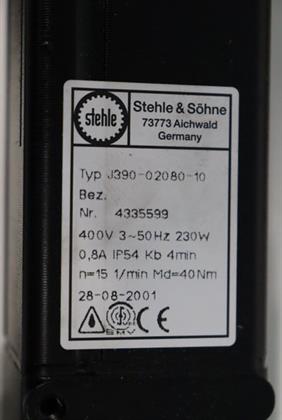 stehle
Stehle & Söhne
73773 Aichwald
Germany
Typ J390-02080-10
Bez.
Nr. 4335599
400V 3~50Hz 230W
0,8A IP54 Kb 4min
n=15 1/min Md=40Nm
28-08-2001
EMV
CE